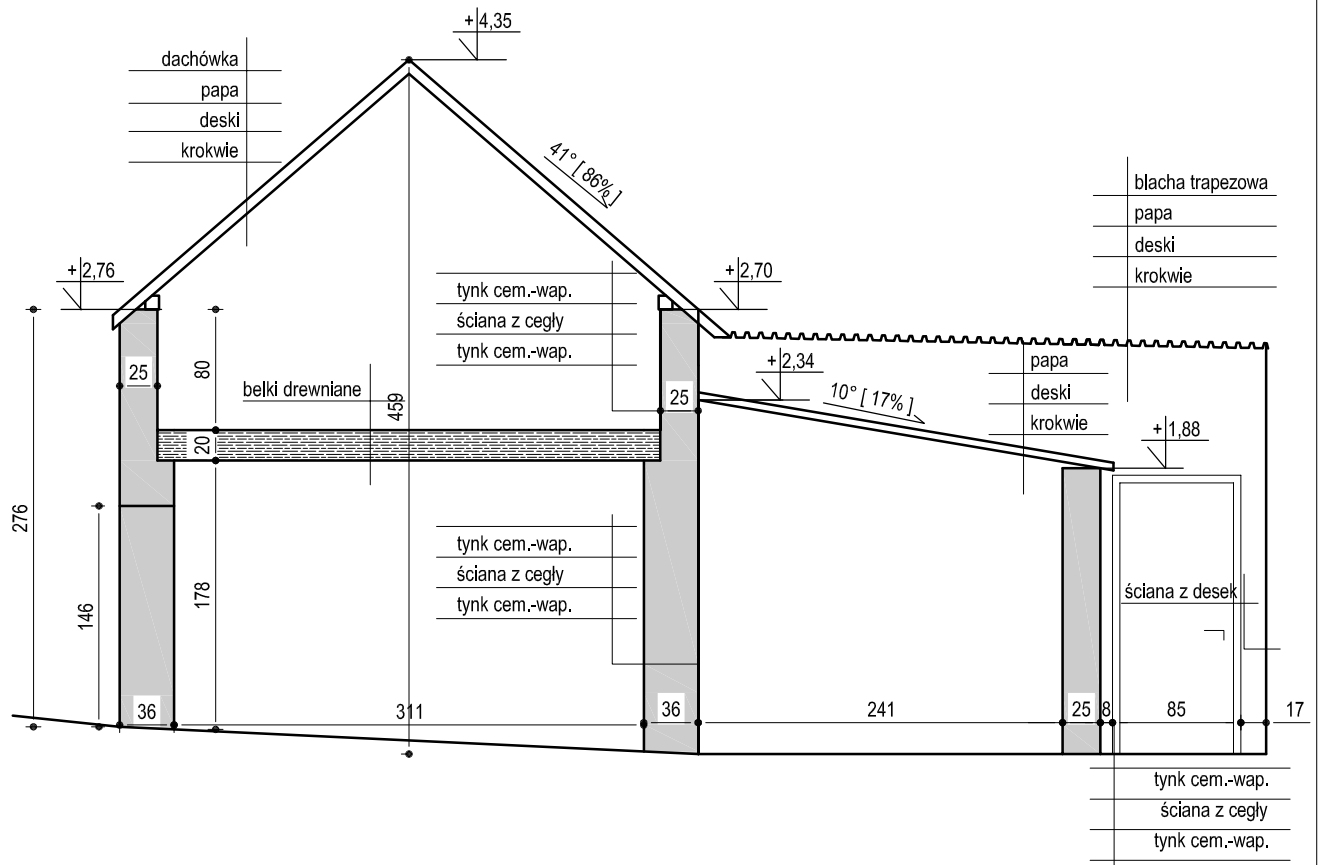 +4,35
dachówka
papa
deski
krokwie
41° [ 86% ]
blacha trapezowa
papa
deski
krokwie
+2,76
+2,70
tynk cem.-wap.
ściana z cegły
tynk cem.-wap.
+2,34
papa
deski
krokwie
10° [ 17% ]
25
80
belki drewniane
459
25
+1,88
20
276
146
178
tynk cem.-wap.
ściana z cegły
tynk cem.-wap.
ściana z desek
36
311
36
241
25
8
85
17
tynk cem.-wap.
ściana z cegły
tynk cem.-wap.